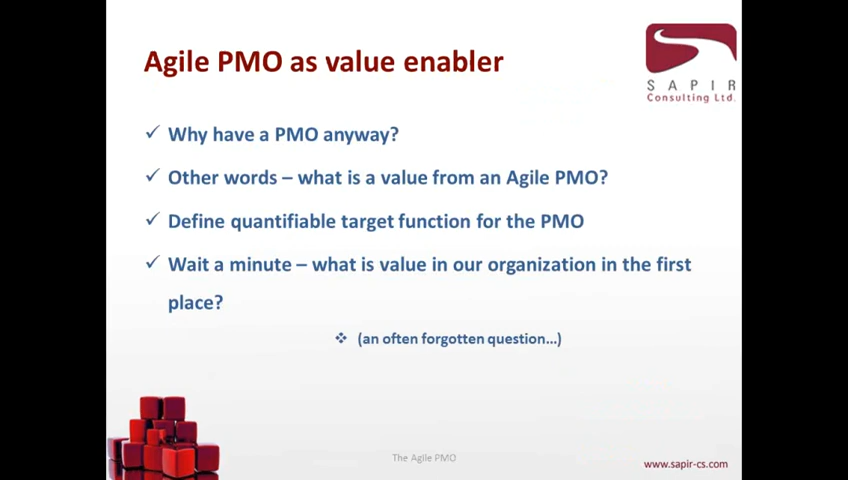 Agile PMO as value enabler
SAPIR
Consulting Ltd.
Why have a PMO anyway?
Other words – what is a value from an Agile PMO?
Define quantifiable target function for the PMO
Wait a minute – what is value in our organization in the first
place?
(an often forgotten question...)
The Agile PMO
www.sapir-cs.com